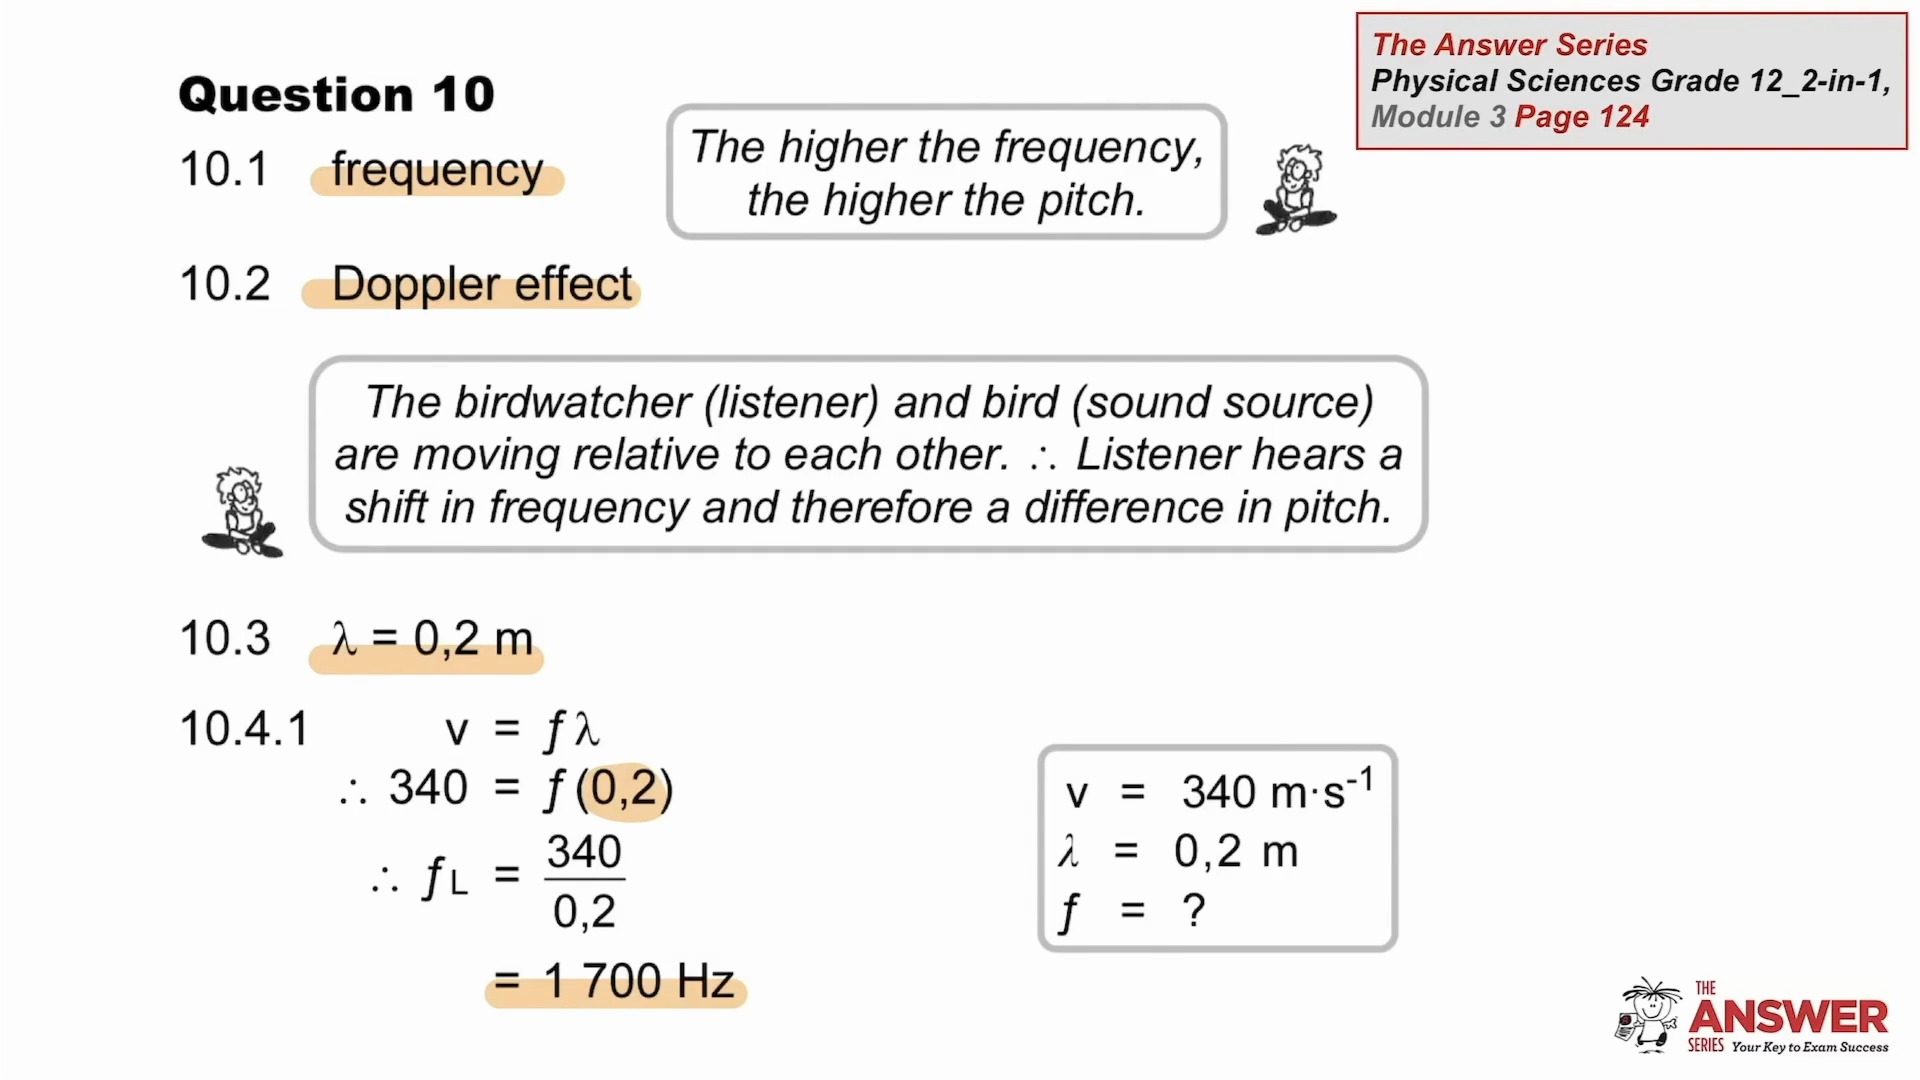 The Answer Series
Physical Sciences Grade 12_2-in-1,
Module 3 Page 124
Question 10
10.1 frequency
The higher the frequency,
the higher the pitch.
10.2 Doppler effect
The birdwatcher (listener) and bird (sound source)
are moving relative to each other. ∴ Listener hears a
shift in frequency and therefore a difference in pitch.
10.3 λ = 0,2 m
10.4.1 v = fλ
∴ 340 = f(0,2)
∴ fL = 340/0,2
= 1 700 Hz
v = 340 m·s⁻¹
λ = 0,2 m
f = ?
THE
ANSWER
SERIES Your Key to Exam Success